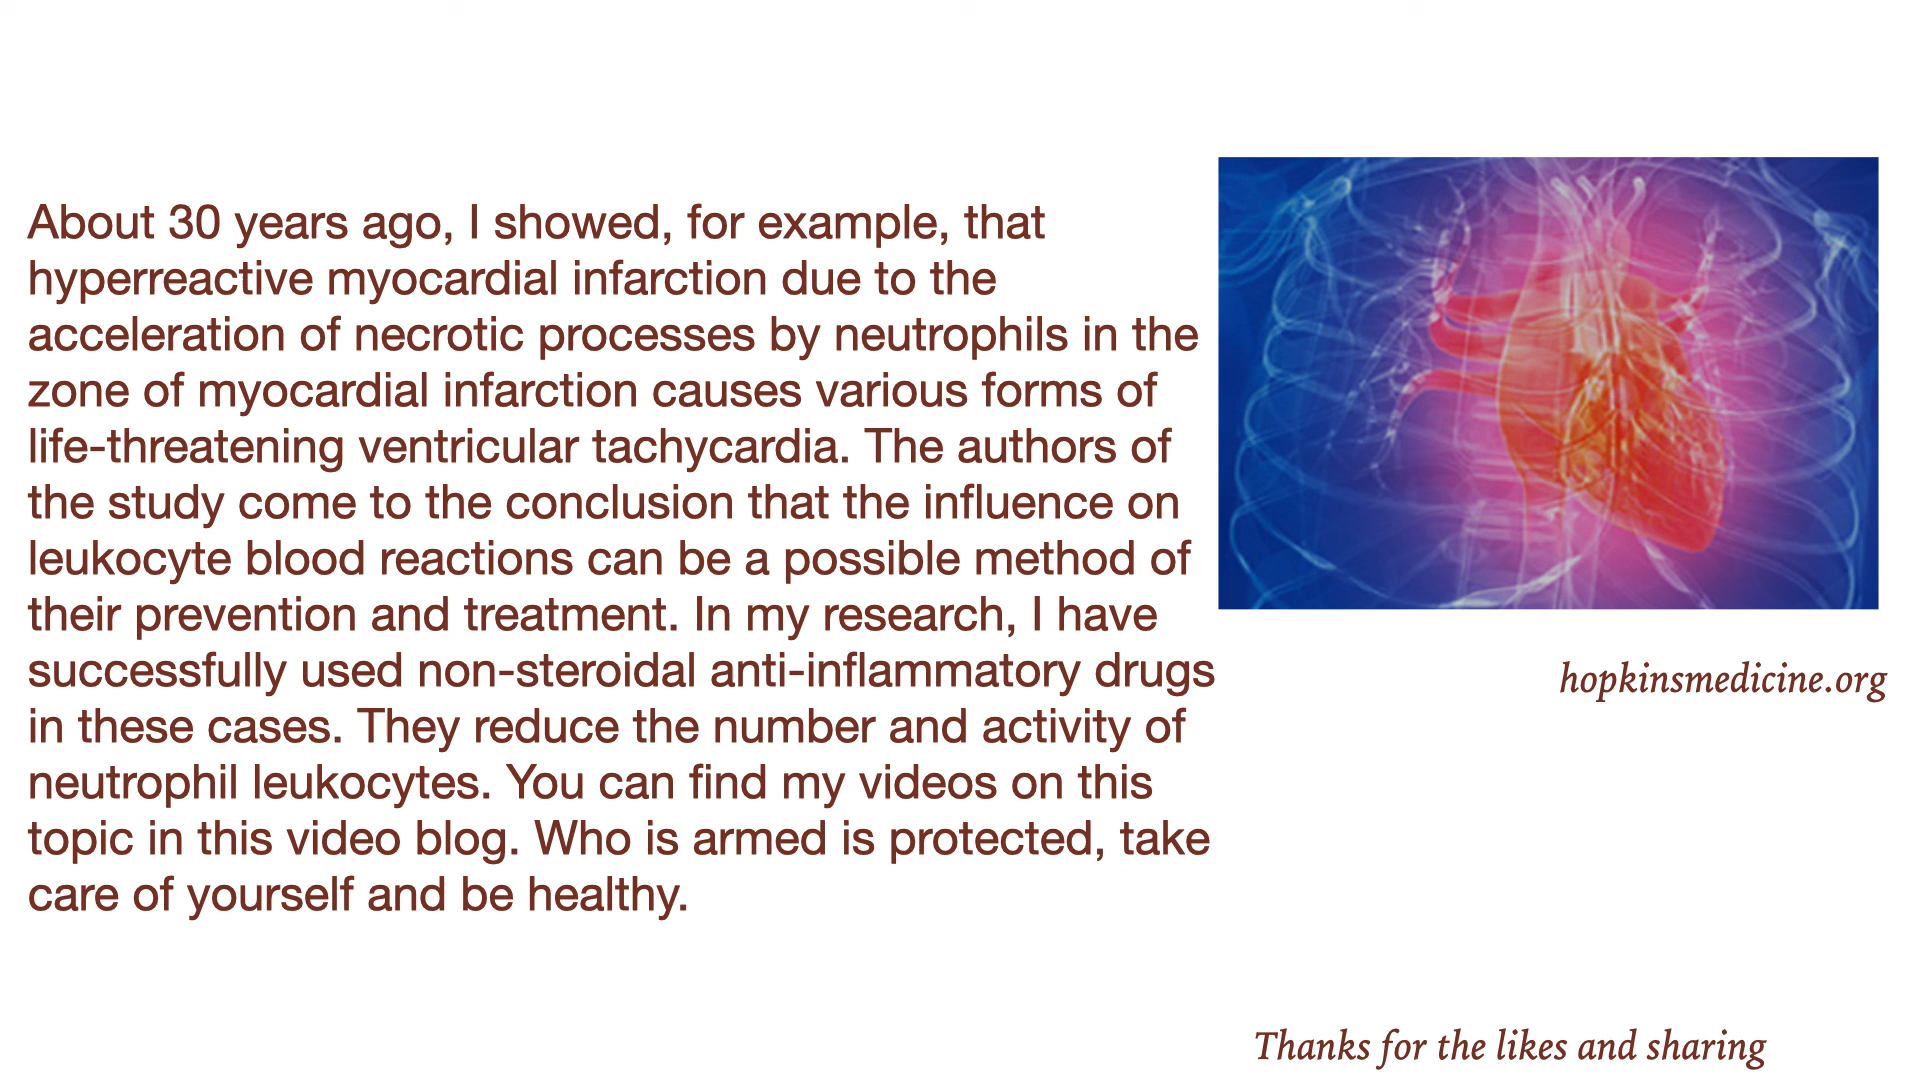 About 30 years ago, I showed, for example, that
hyperreactive myocardial infarction due to the
acceleration of necrotic processes by neutrophils in the
zone of myocardial infarction causes various forms of
life-threatening ventricular tachycardia. The authors of
the study come to the conclusion that the influence on
leukocyte blood reactions can be a possible method of
their prevention and treatment. In my research, I have
successfully used non-steroidal anti-inflammatory drugs
in these cases. They reduce the number and activity of
neutrophil leukocytes. You can find my videos on this
topic in this video blog. Who is armed is protected, take
care of yourself and be healthy.
hopkinsmedicine.org
Thanks for the likes and sharing